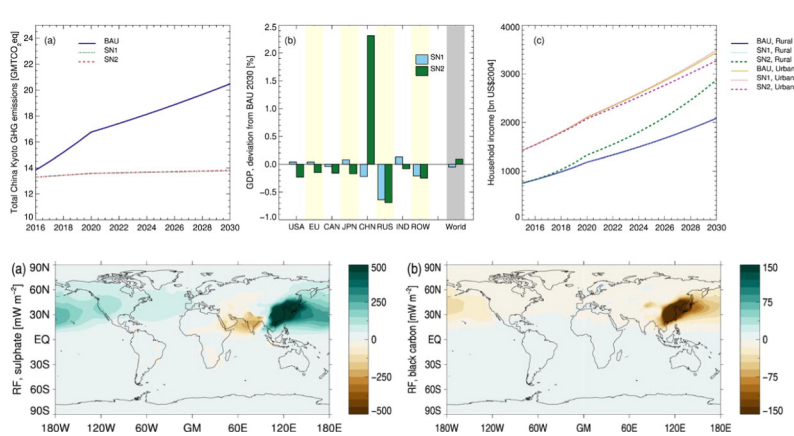 (a)
BAU
SN1
SN2
Total China Kyoto GHG emissions [GMTCO2eq]
24
22
20
18
16
14
12
10
2016 2018 2020 2022 2024 2026 2028 2030
(b)
SN1
SN2
GDP, deviation from BAU 2030 [%]
2.5
2.0
1.5
1.0
0.5
0.0
−0.5
−1.0
USA EU CAN JPN CHN RUS IND ROW World
(c)
Household income [bn US$2004]
4000
3000
2000
1000
0
2016 2018 2020 2022 2024 2026 2028 2030
BAU, Rural
SN1, Rural
SN2, Rural
BAU, Urban
SN1, Urban
SN2, Urban
(a)
RF, sulphate [mW m−2]
90N
60N
30N
EQ
30S
60S
90S
180W 120W 60W GM 60E 120E 180E
500
250
0
−250
−500
(b)
RF, black carbon [mW m−2]
90N
60N
30N
EQ
30S
60S
90S
180W 120W 60W GM 60E 120E 180E
150
75
0
−75
−150